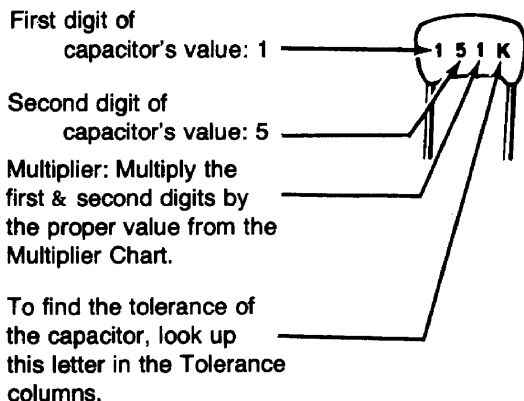 First digit of
capacitor's value: 1
1 5 1 K
Second digit of
capacitor's value: 5
Multiplier: Multiply the
first & second digits by
the proper value from the
Multiplier Chart.
To find the tolerance of
the capacitor, look up
this letter in the Tolerance
columns.